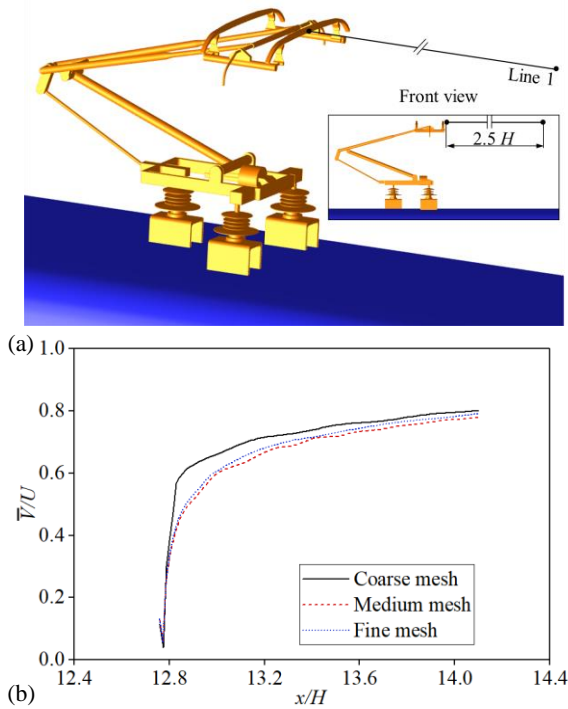 Line 1
Front view
2.5 H
(a)
1.0
0.8
0.6
0.4
0.2
0.0
V̅/U
Coarse mesh
Medium mesh
Fine mesh
12.4
12.8
13.2
13.6
14.0
14.4
x/H
(b)